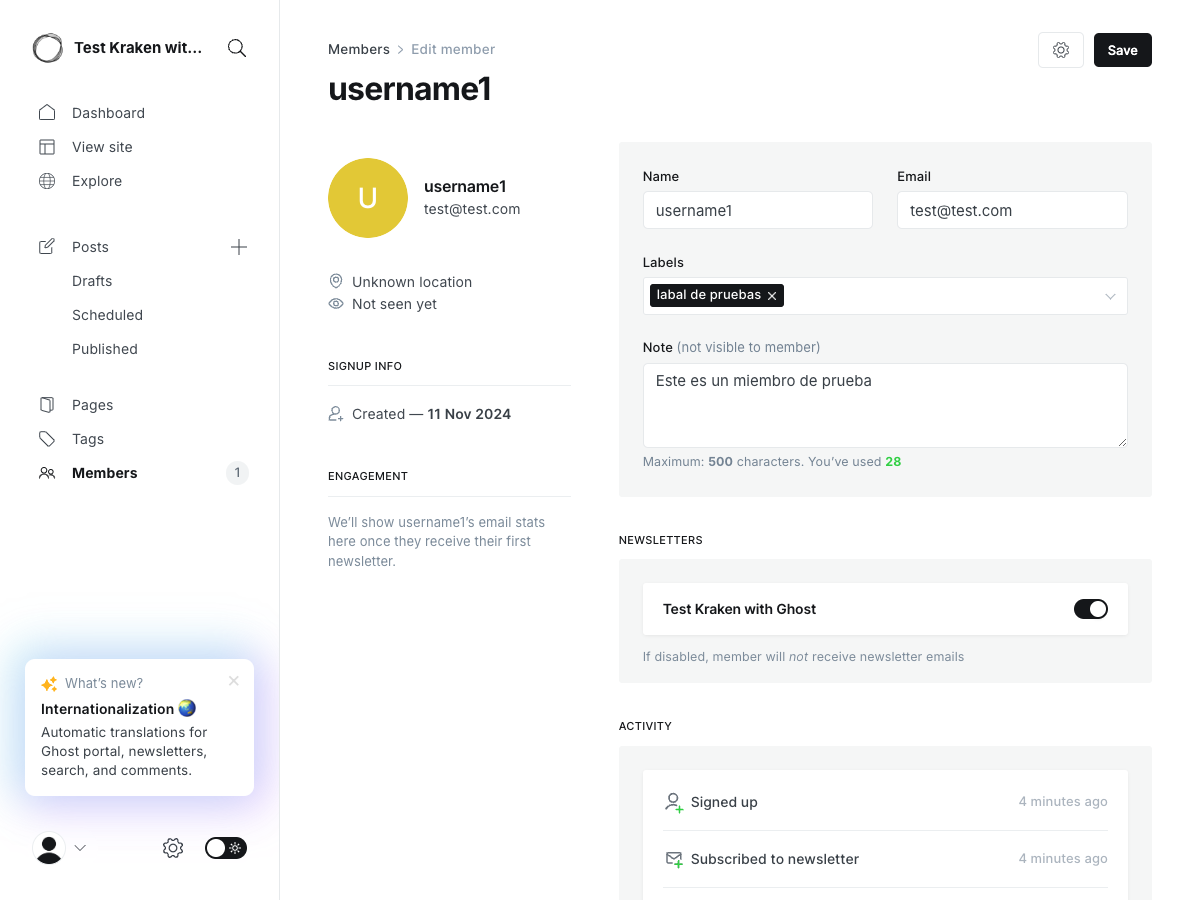 Test Kraken wit...
Dashboard
View site
Explore
Posts
Drafts
Scheduled
Published
Pages
Tags
Members 1
What's new?
Internationalization
Automatic translations for
Ghost portal, newsletters,
search, and comments.
Members > Edit member
Save
username1
U
username1
test@test.com
Unknown location
Not seen yet
SIGNUP INFO
Created — 11 Nov 2024
ENGAGEMENT
We'll show username1's email stats
here once they receive their first
newsletter.
Name
username1
Email
test@test.com
Labels
labal de pruebas
Note (not visible to member)
Este es un miembro de prueba
Maximum: 500 characters. You've used 28
NEWSLETTERS
Test Kraken with Ghost
If disabled, member will not receive newsletter emails
ACTIVITY
Signed up 4 minutes ago
Subscribed to newsletter 4 minutes ago